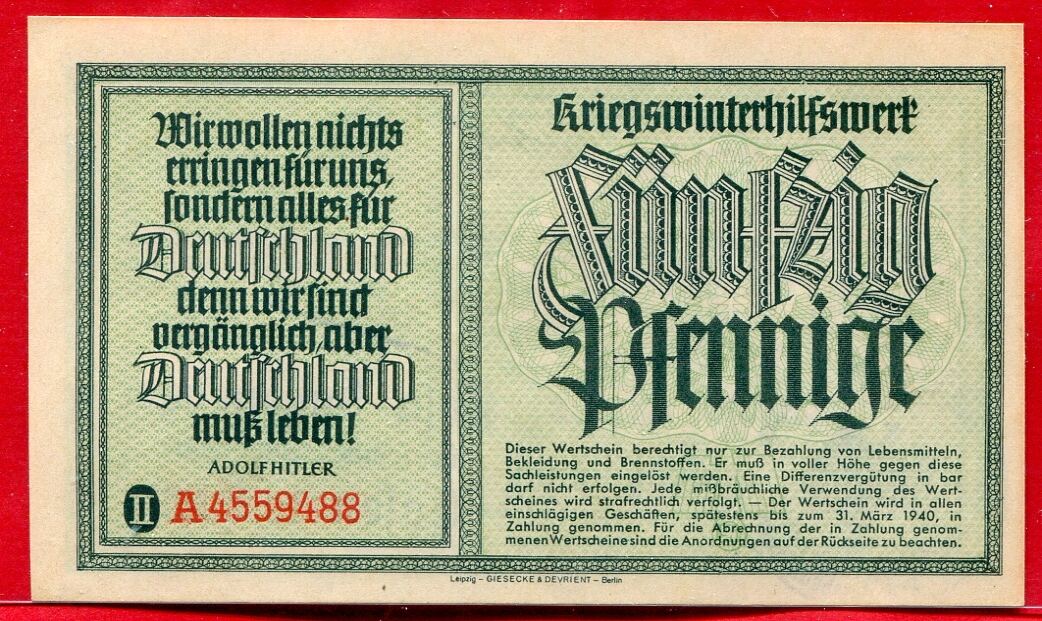 Wir wollen nichts
erringen für uns,
sondern alles für
Deutschland
denn wir sind
vergänglich, aber
Deutschland
muß leben!
ADOLF HITLER
II A 4559488
Kriegswinterhilfswerk
Fünfzig
Pfennige
Dieser Wertschein berechtigt nur zur Bezahlung von Lebensmitteln,
Bekleidung und Brennstoffen. Er muß in voller Höhe gegen diese
Sachleistungen eingelöst werden. Eine Differenzvergütung in bar
darf nicht erfolgen. Jede mißbräuchliche Verwendung des Wert-
scheines wird strafrechtlich verfolgt. — Der Wertschein wird in allen
einschlägigen Geschäften, spätestens bis zum 31. März 1940, in
Zahlung genommen. Für die Abrechnung der in Zahlung genom-
menen Wertscheine sind die Anordnungen auf der Rückseite zu beachten.
Leipzig – GIESECKE & DEVRIENT – Berlin